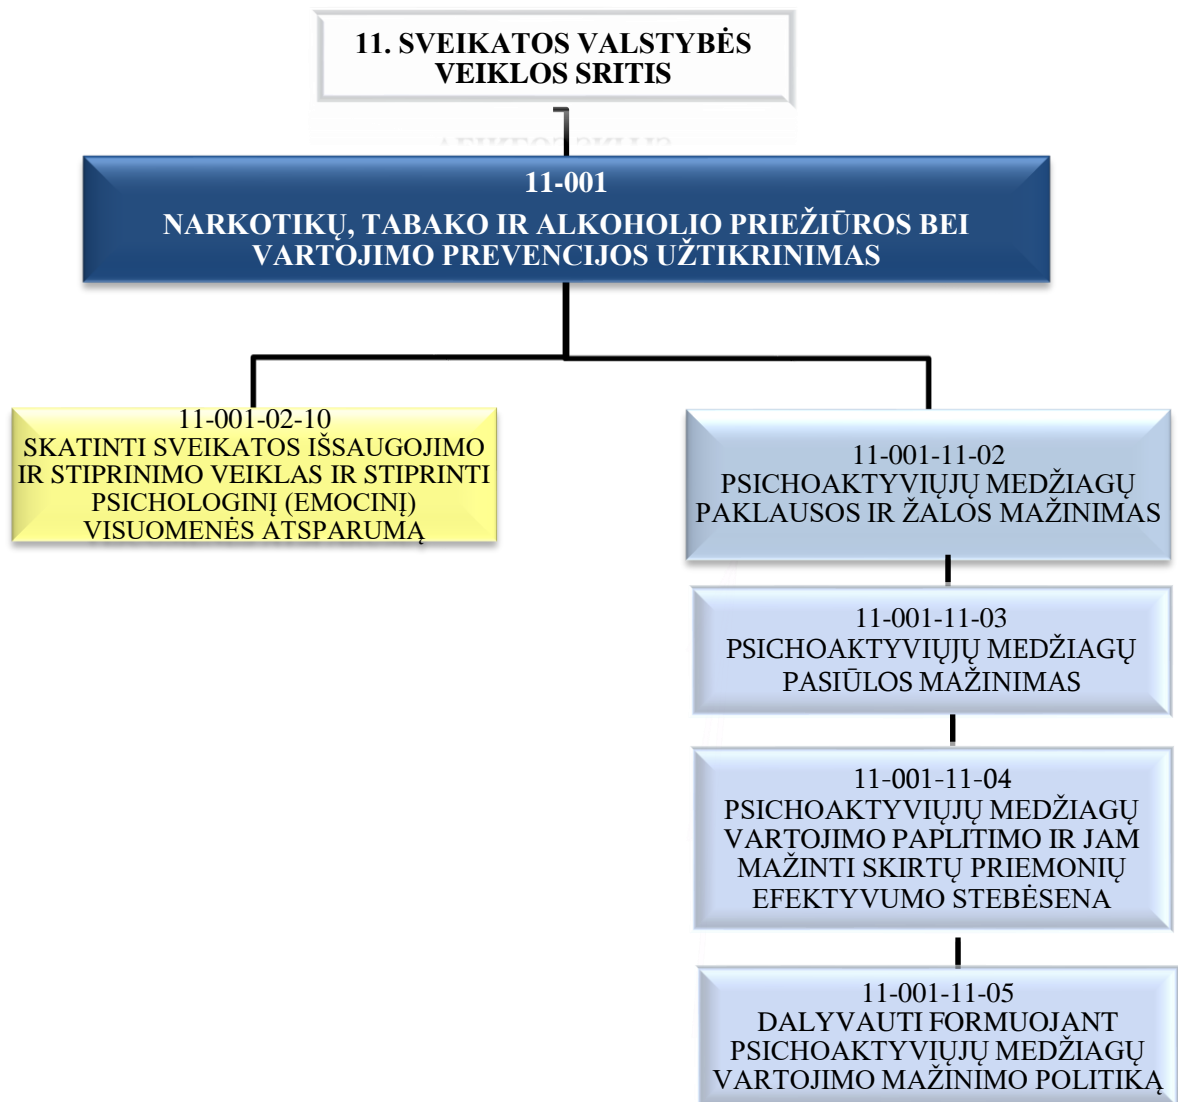 11. SVEIKATOS VALSTYBĖS
VEIKLOS SRITIS
11-001
NARKOTIKŲ, TABAKO IR ALKOHOLIO PRIEŽIŪROS BEI
VARTOJIMO PREVENCIJOS UŽTIKRINIMAS
11-001-02-10
SKATINTI SVEIKATOS IŠSAUGOJIMO
IR STIPRINIMO VEIKLAS IR STIPRINTI
PSICHOLOGINĮ (EMOCINĮ)
VISUOMENĖS ATSPARUMĄ
11-001-11-02
PSICHOAKTYVIŲJŲ MEDŽIAGŲ
PAKLAUSOS IR ŽALOS MAŽINIMAS
11-001-11-03
PSICHOAKTYVIŲJŲ MEDŽIAGŲ
PASIŪLOS MAŽINIMAS
11-001-11-04
PSICHOAKTYVIŲJŲ MEDŽIAGŲ
VARTOJIMO PAPLITIMO IR JAM
MAŽINTI SKIRTŲ PRIEMONIŲ
EFEKTYVUMO STEBĖSENA
11-001-11-05
DALYVAUTI FORMUOJANT
PSICHOAKTYVIŲJŲ MEDŽIAGŲ
VARTOJIMO MAŽINIMO POLITIKĄ